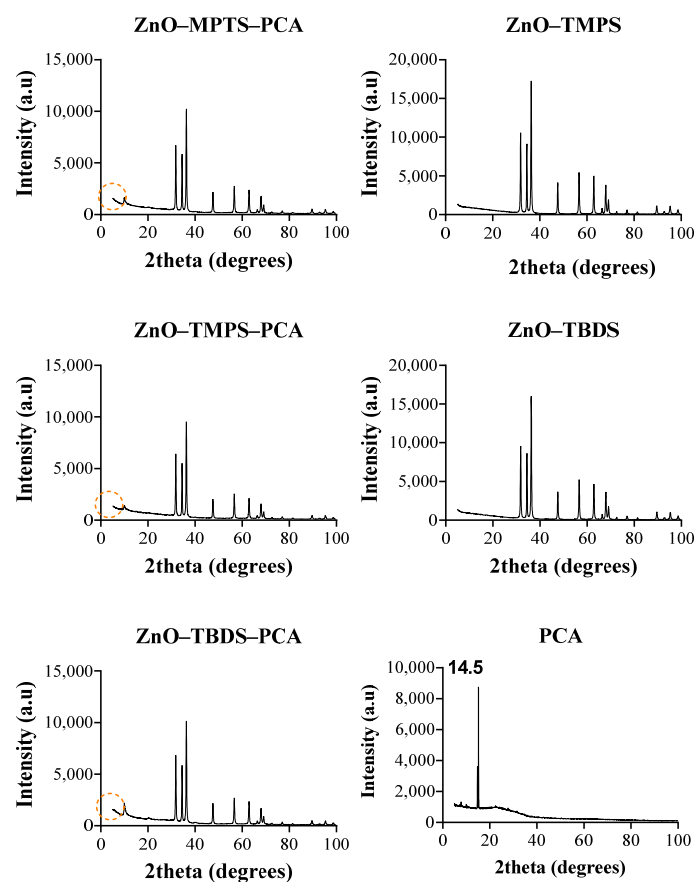 ZnO–MPTS–PCA
Intensity (a.u)
15,000
10,000
5,000
0
0 20 40 60 80 100
2theta (degrees)
ZnO–TMPS
Intensity (a.u)
20,000
15,000
10,000
5,000
0
0 20 40 60 80 100
2theta (degrees)
ZnO–TMPS–PCA
Intensity (a.u)
15,000
10,000
5,000
0
0 20 40 60 80 100
2theta (degrees)
ZnO–TBDS
Intensity (a.u)
20,000
15,000
10,000
5,000
0
0 20 40 60 80 100
2theta (degrees)
ZnO–TBDS–PCA
Intensity (a.u)
15,000
10,000
5,000
0
0 20 40 60 80 100
2theta (degrees)
PCA
Intensity (a.u)
10,000
8,000
6,000
4,000
2,000
0
14.5
0 20 40 60 80 100
2theta (degrees)